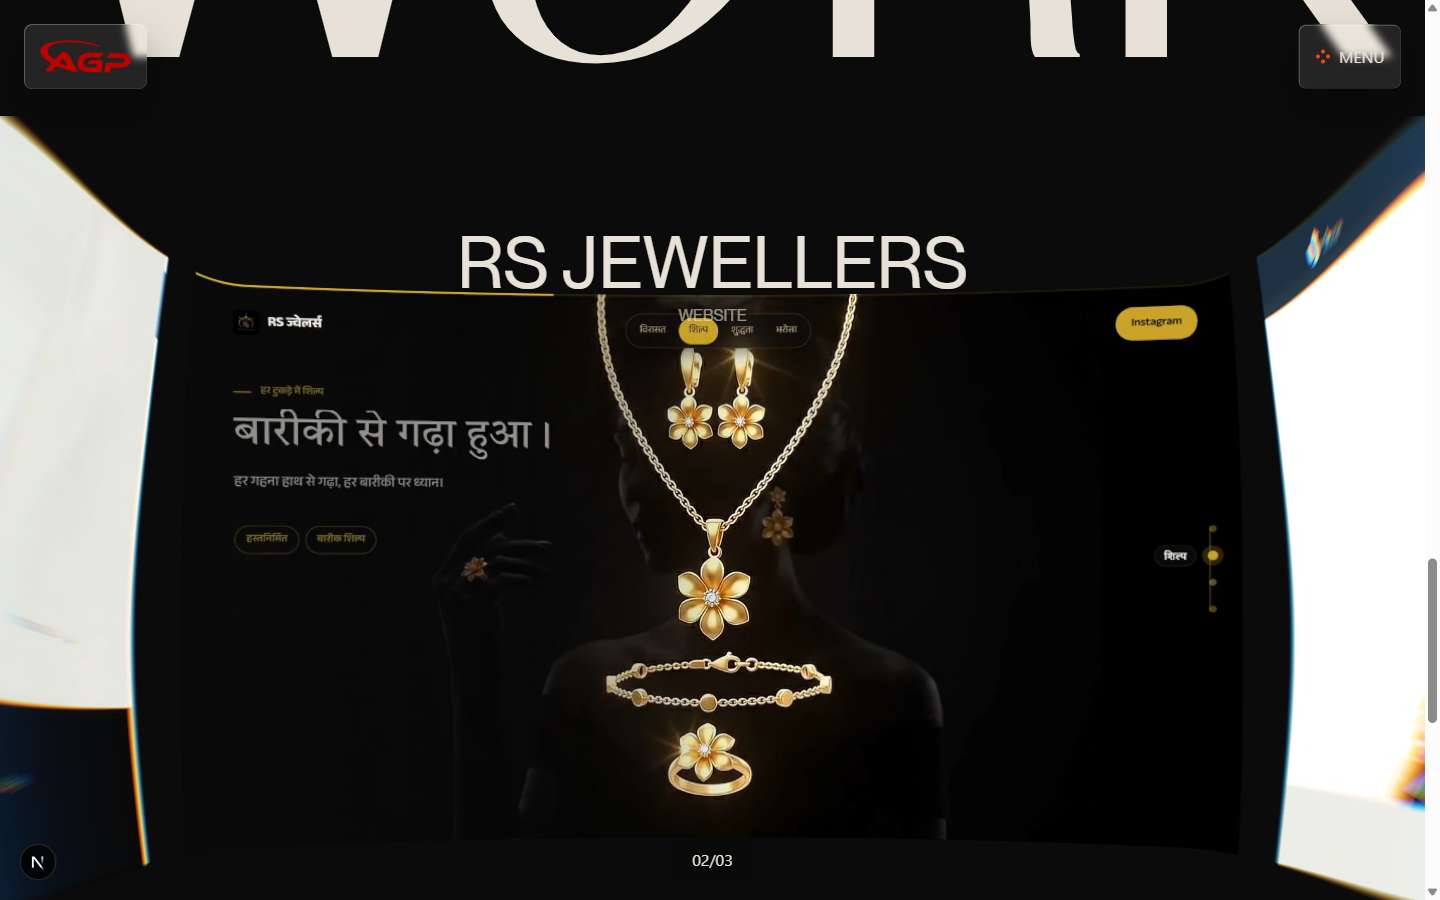 WORK
AGP
MENU
RS JEWELLERS
WEBSITE
RS ज्वेलर्स
विरासत शिल्प शुद्धता भरोसा
Instagram
हर टुकड़े में शिल्प
बारीकी से गढ़ा हुआ।
हर गहना हाथ से गढ़ा, हर बारीकी पर ध्यान।
हस्तनिर्मित बारीक शिल्प
शिल्प
02/03
N